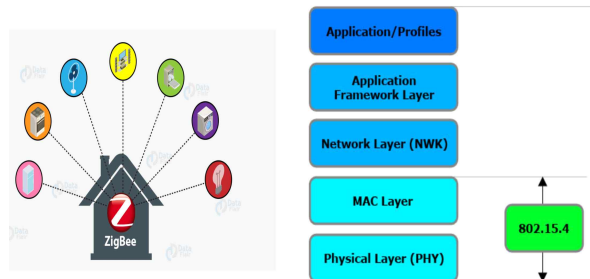 Z
ZigBee
Application/Profiles
Application
Framework Layer
Network Layer (NWK)
MAC Layer
Physical Layer (PHY)
802.15.4